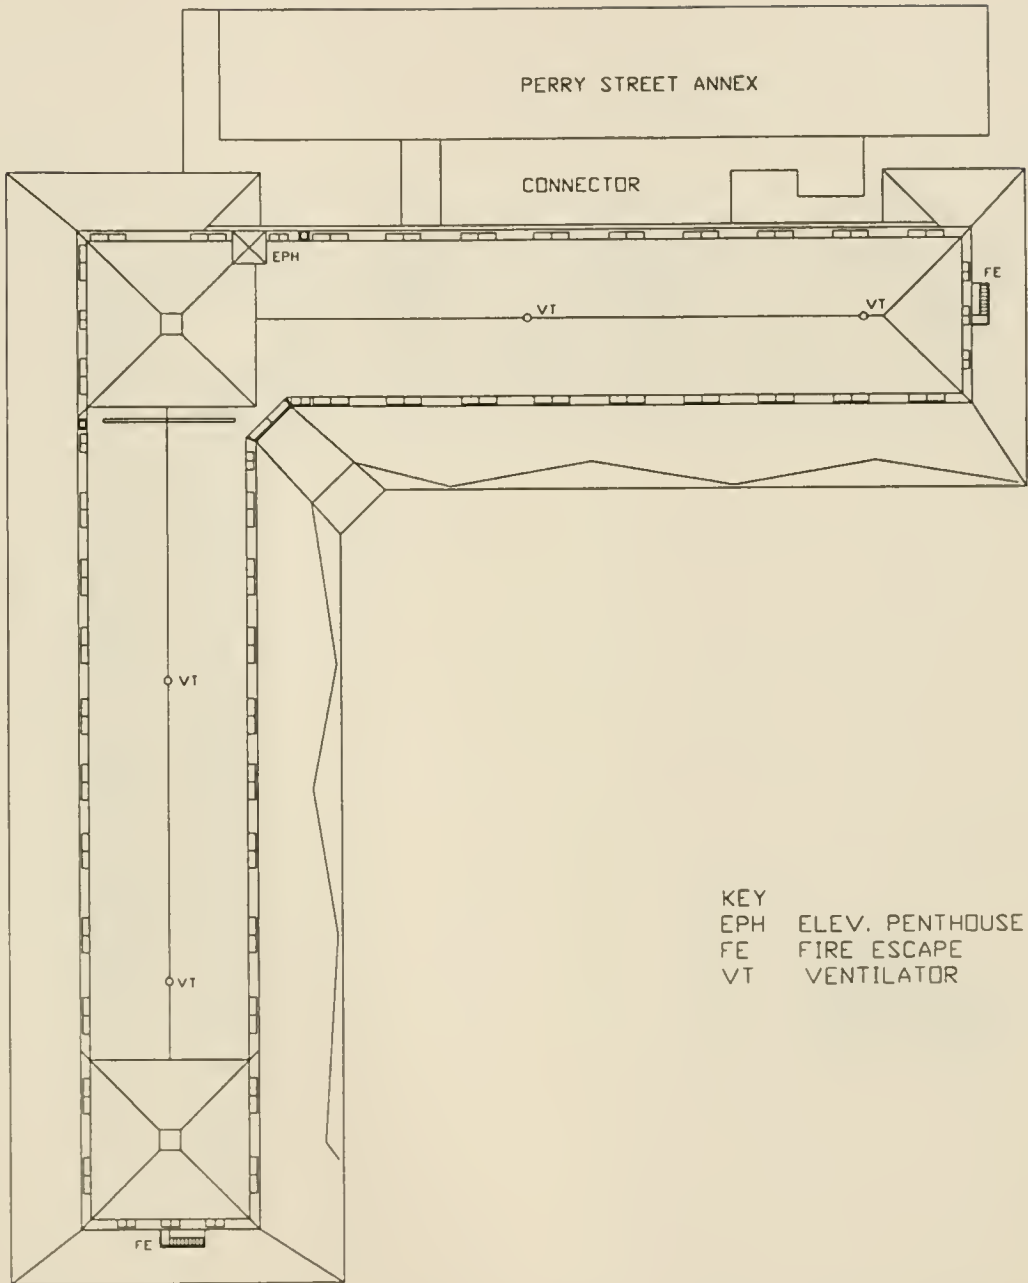 PERRY STREET ANNEX
CONNECTOR
EPH
FE
VT
VT
VT
VT
FE
KEY
EPH ELEV. PENTHOUSE
FE FIRE ESCAPE
VT VENTILATOR